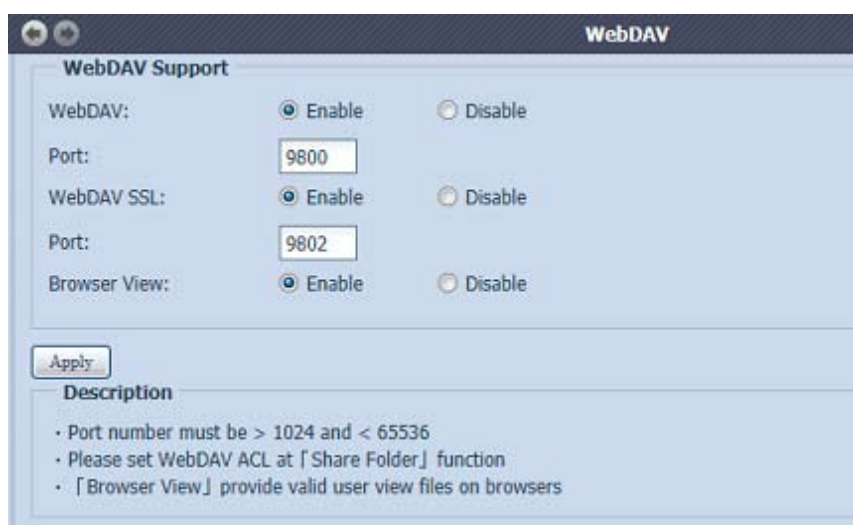 WebDAV
WebDAV Support
WebDAV: Enable Disable
Port: 9800
WebDAV SSL: Enable Disable
Port: 9802
Browser View: Enable Disable
Apply
Description
· Port number must be > 1024 and < 65536
· Please set WebDAV ACL at「Share Folder」function
· 「Browser View」provide valid user view files on browsers